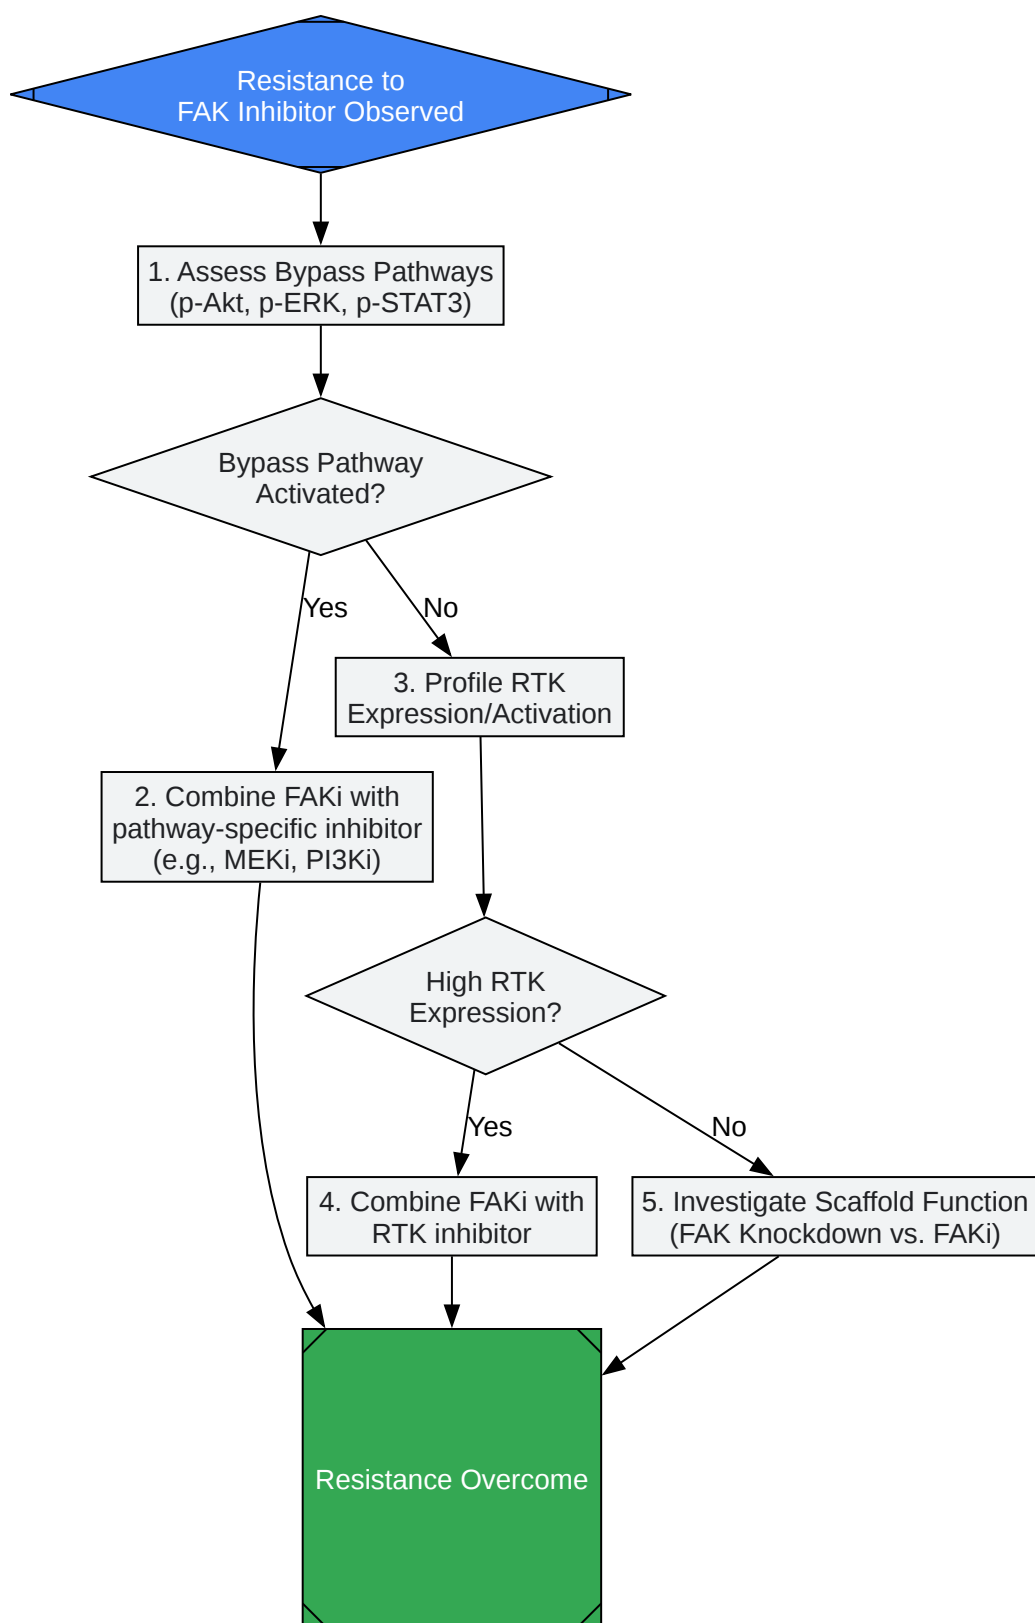 Resistance to
FAK Inhibitor Observed
1. Assess Bypass Pathways
(p-Akt, p-ERK, p-STAT3)
Bypass Pathway
Activated?
Yes
No
3. Profile RTK
Expression/Activation
2. Combine FAKi with
pathway-specific inhibitor
(e.g., MEKi, PI3Ki)
High RTK
Expression?
Yes
No
4. Combine FAKi with
RTK inhibitor
5. Investigate Scaffold Function
(FAK Knockdown vs. FAKi)
Resistance Overcome